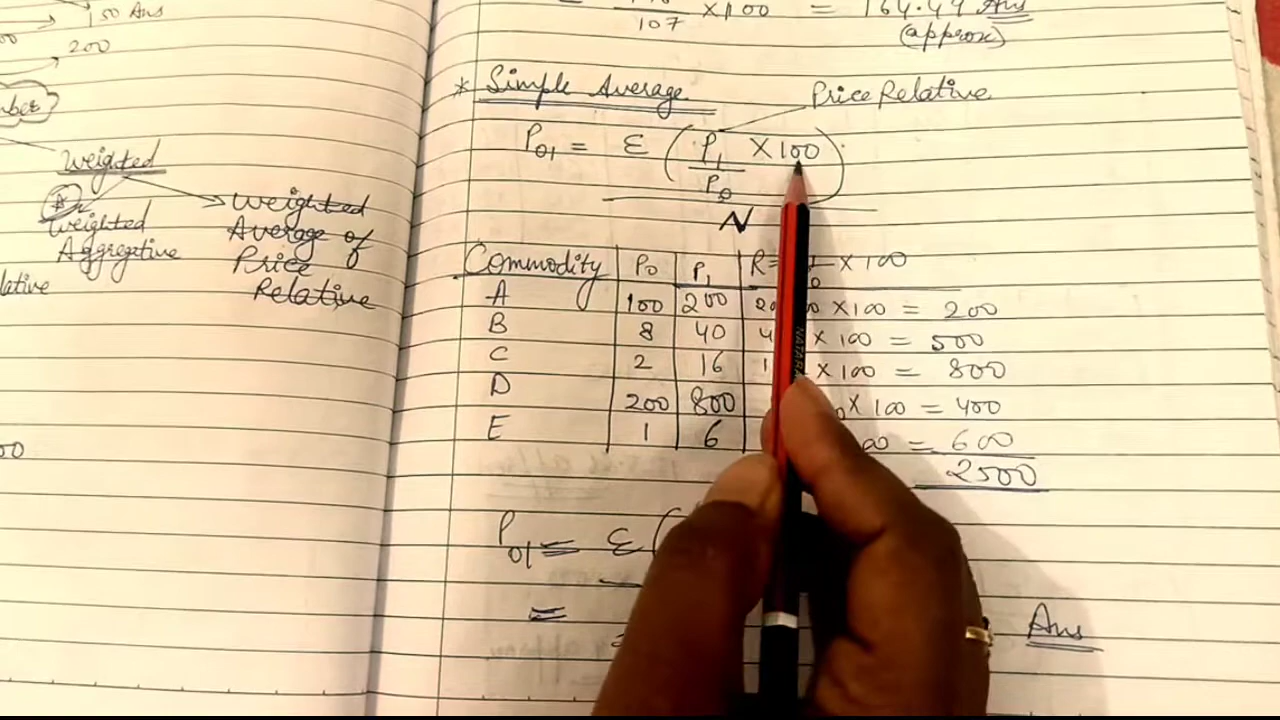 150 Ans
200
Weighted
Weighted
Aggregative
Weighted
Average of
Price
Relative
107 ×100 = 164.49 Ans
(approx)
* Simple Average
Price Relative
P01 = Σ (P1 ×100)
P0
N
Commodity P0 P1 R= ×100
A 100 200 ×100 = 200
B 8 40 ×100 = 500
C 2 16 ×100 = 800
D 200 800 ×100 = 400
E 1 6 = 600
2500
P01 = Σ (
=
Ans